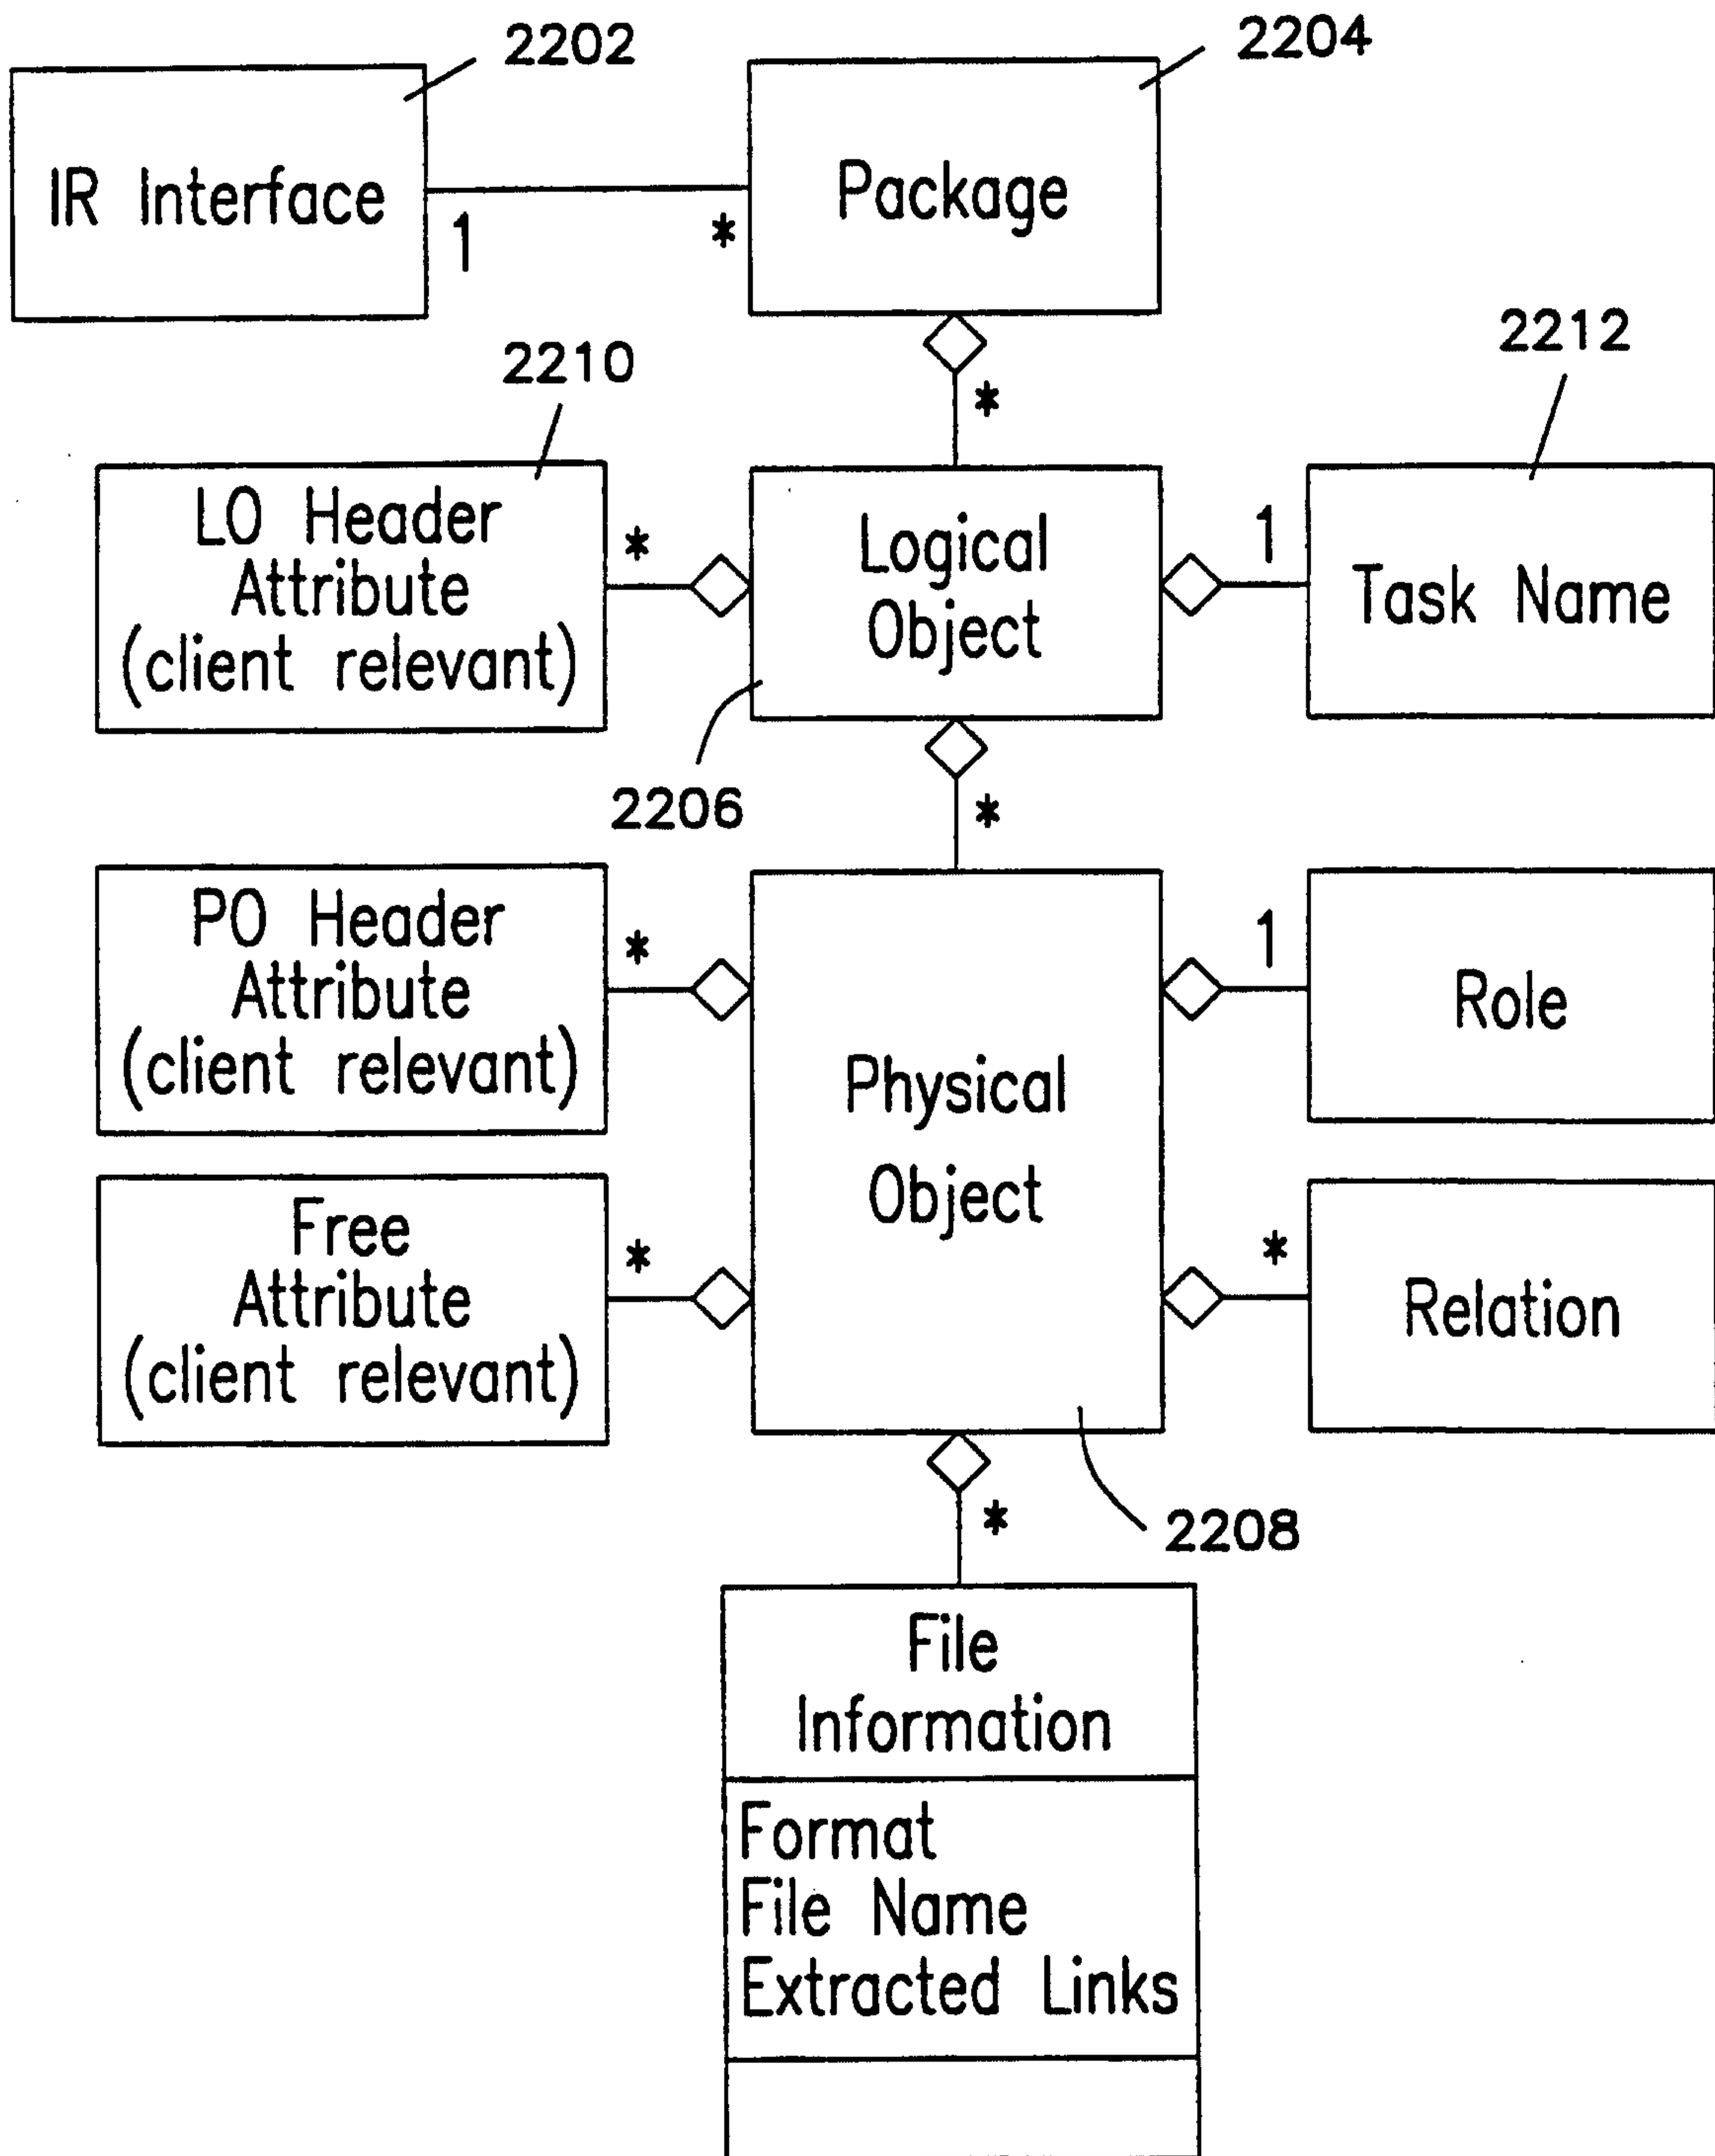 2202
2204
IR Interface
1
*
Package
*
2210
2212
LO Header
Attribute
(client relevant)
*
Logical
Object
1
Task Name
2206
*
PO Header
Attribute
(client relevant)
*
Physical
Object
1
Role
Free
Attribute
(client relevant)
*
*
Relation
*
2208
File
Information
Format
File Name
Extracted Links